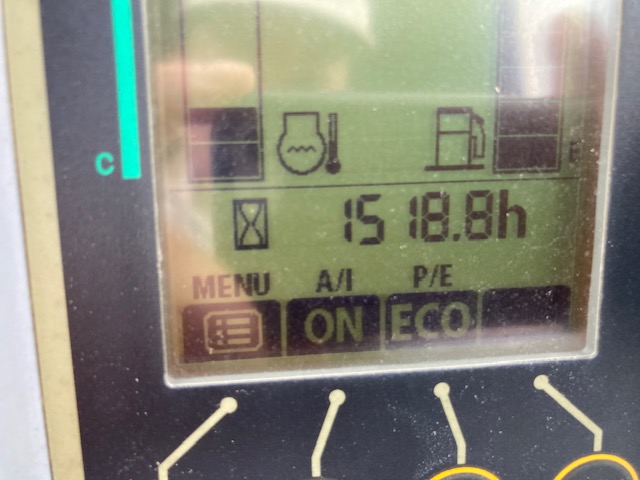 C
E
1518.8h
MENU A/I P/E
ON ECO